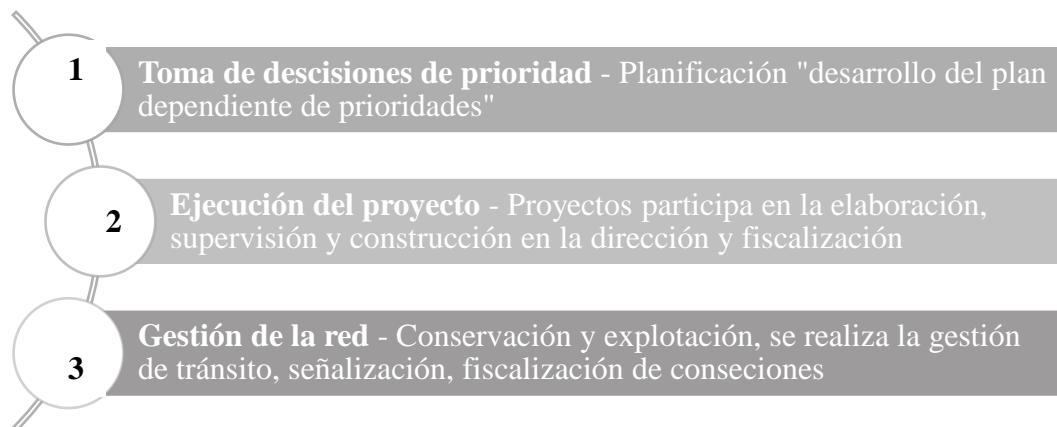 1
Toma de descisiones de prioridad - Planificación "desarrollo del plan
dependiente de prioridades"
2
Ejecución del proyecto - Proyectos participa en la elaboración,
supervisión y construcción en la dirección y fiscalización
3
Gestión de la red - Conservación y explotación, se realiza la gestión
de tránsito, señalización, fiscalización de conseciones